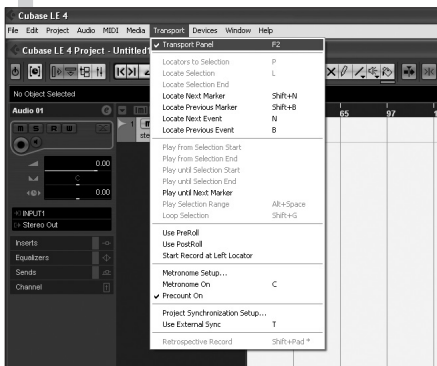 Cubase LE 4
File Edit Project Audio MIDI Media Transport Devices Window Help
Cubase LE 4 Project - Untitled1
No Object Selected
Audio 01
M S R W
0.00
C
0.00
INPUT1
Stereo Out
Inserts
Equalizers
Sends
Channel
1
65 97
✓ Transport Panel F2
Locators to Selection P
Locate Selection L
Locate Selection End
Locate Next Marker Shift+N
Locate Previous Marker Shift+B
Locate Next Event N
Locate Previous Event B
Play from Selection Start
Play from Selection End
Play until Selection Start
Play until Selection End
Play until Next Marker
Play Selection Range Alt+Space
Loop Selection Shift+G
Use PreRoll
Use PostRoll
Start Record at Left Locator
Metronome Setup...
Metronome On C
✓ Precount On
Project Synchronization Setup...
Use External Sync T
Retrospective Record Shift+Pad *